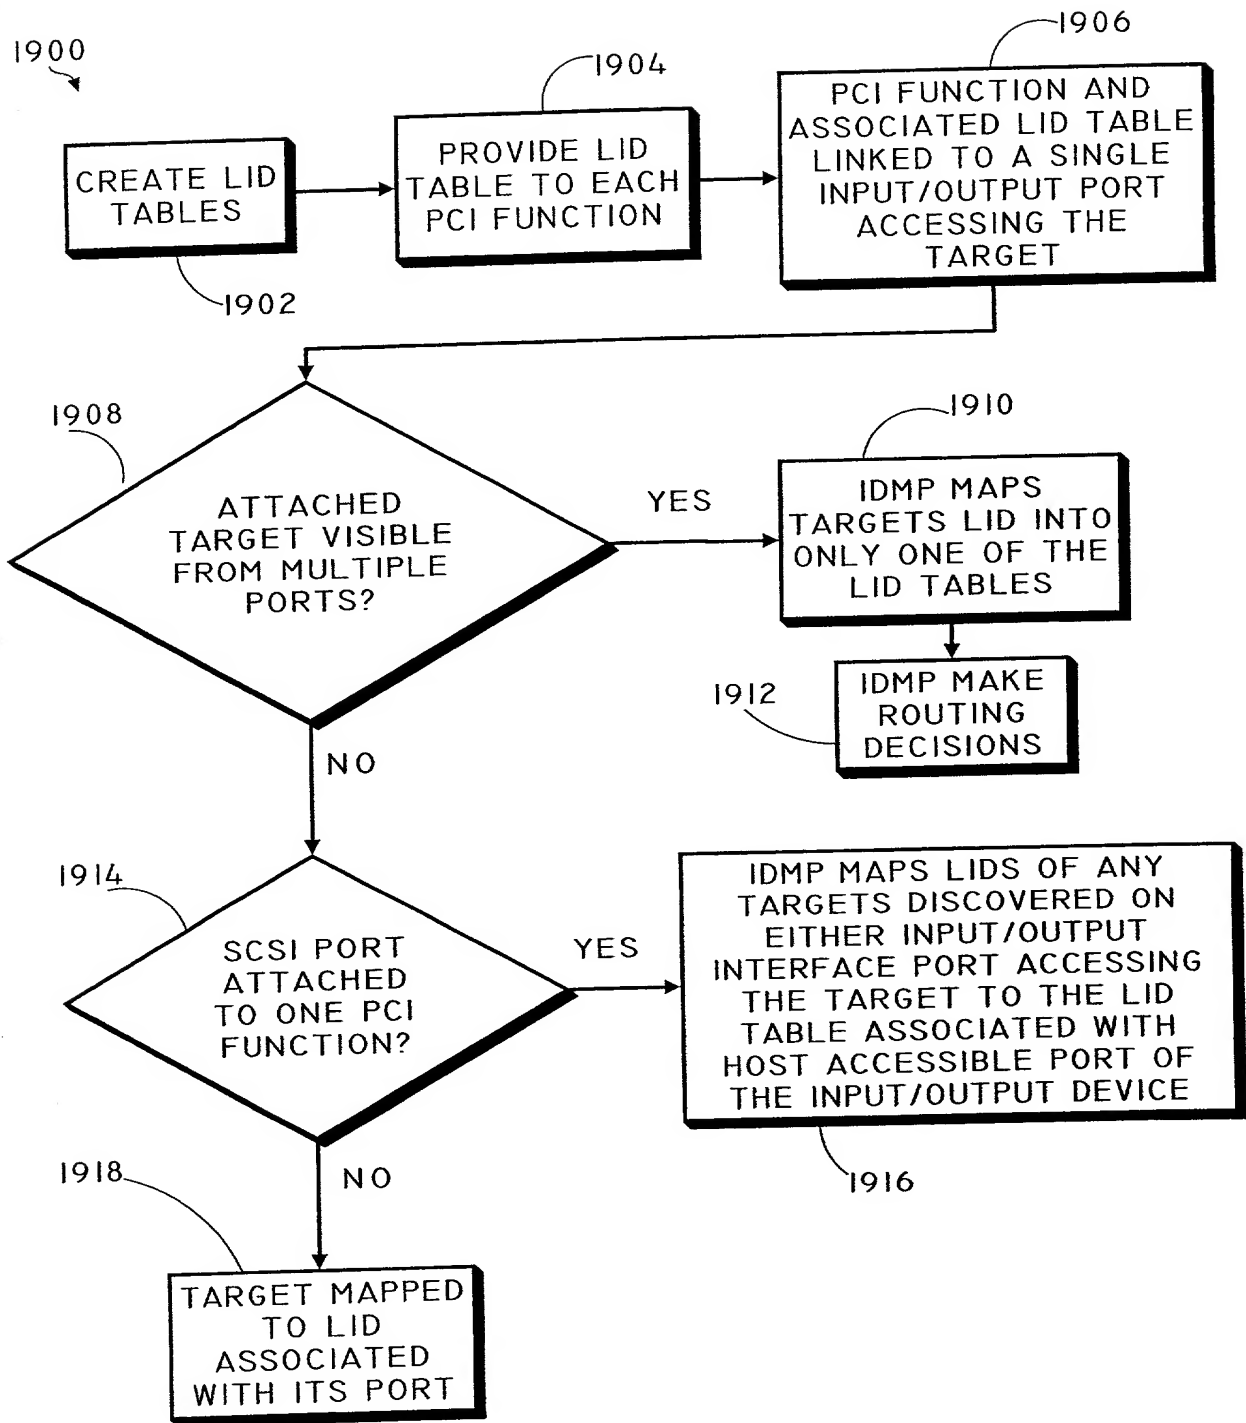 1900
CREATE LID
TABLES
1902
1904
PROVIDE LID
TABLE TO EACH
PCI FUNCTION
1906
PCI FUNCTION AND
ASSOCIATED LID TABLE
LINKED TO A SINGLE
INPUT/OUTPUT PORT
ACCESSING THE
TARGET
1908
ATTACHED
TARGET VISIBLE
FROM MULTIPLE
PORTS?
YES
1910
IDMP MAPS
TARGETS LID INTO
ONLY ONE OF THE
LID TABLES
1912
IDMP MAKE
ROUTING
DECISIONS
NO
1914
SCSI PORT
ATTACHED
TO ONE PCI
FUNCTION?
YES
IDMP MAPS LIDS OF ANY
TARGETS DISCOVERED ON
EITHER INPUT/OUTPUT
INTERFACE PORT ACCESSING
THE TARGET TO THE LID
TABLE ASSOCIATED WITH
HOST ACCESSIBLE PORT OF
THE INPUT/OUTPUT DEVICE
1916
NO
1918
TARGET MAPPED
TO LID
ASSOCIATED
WITH ITS PORT